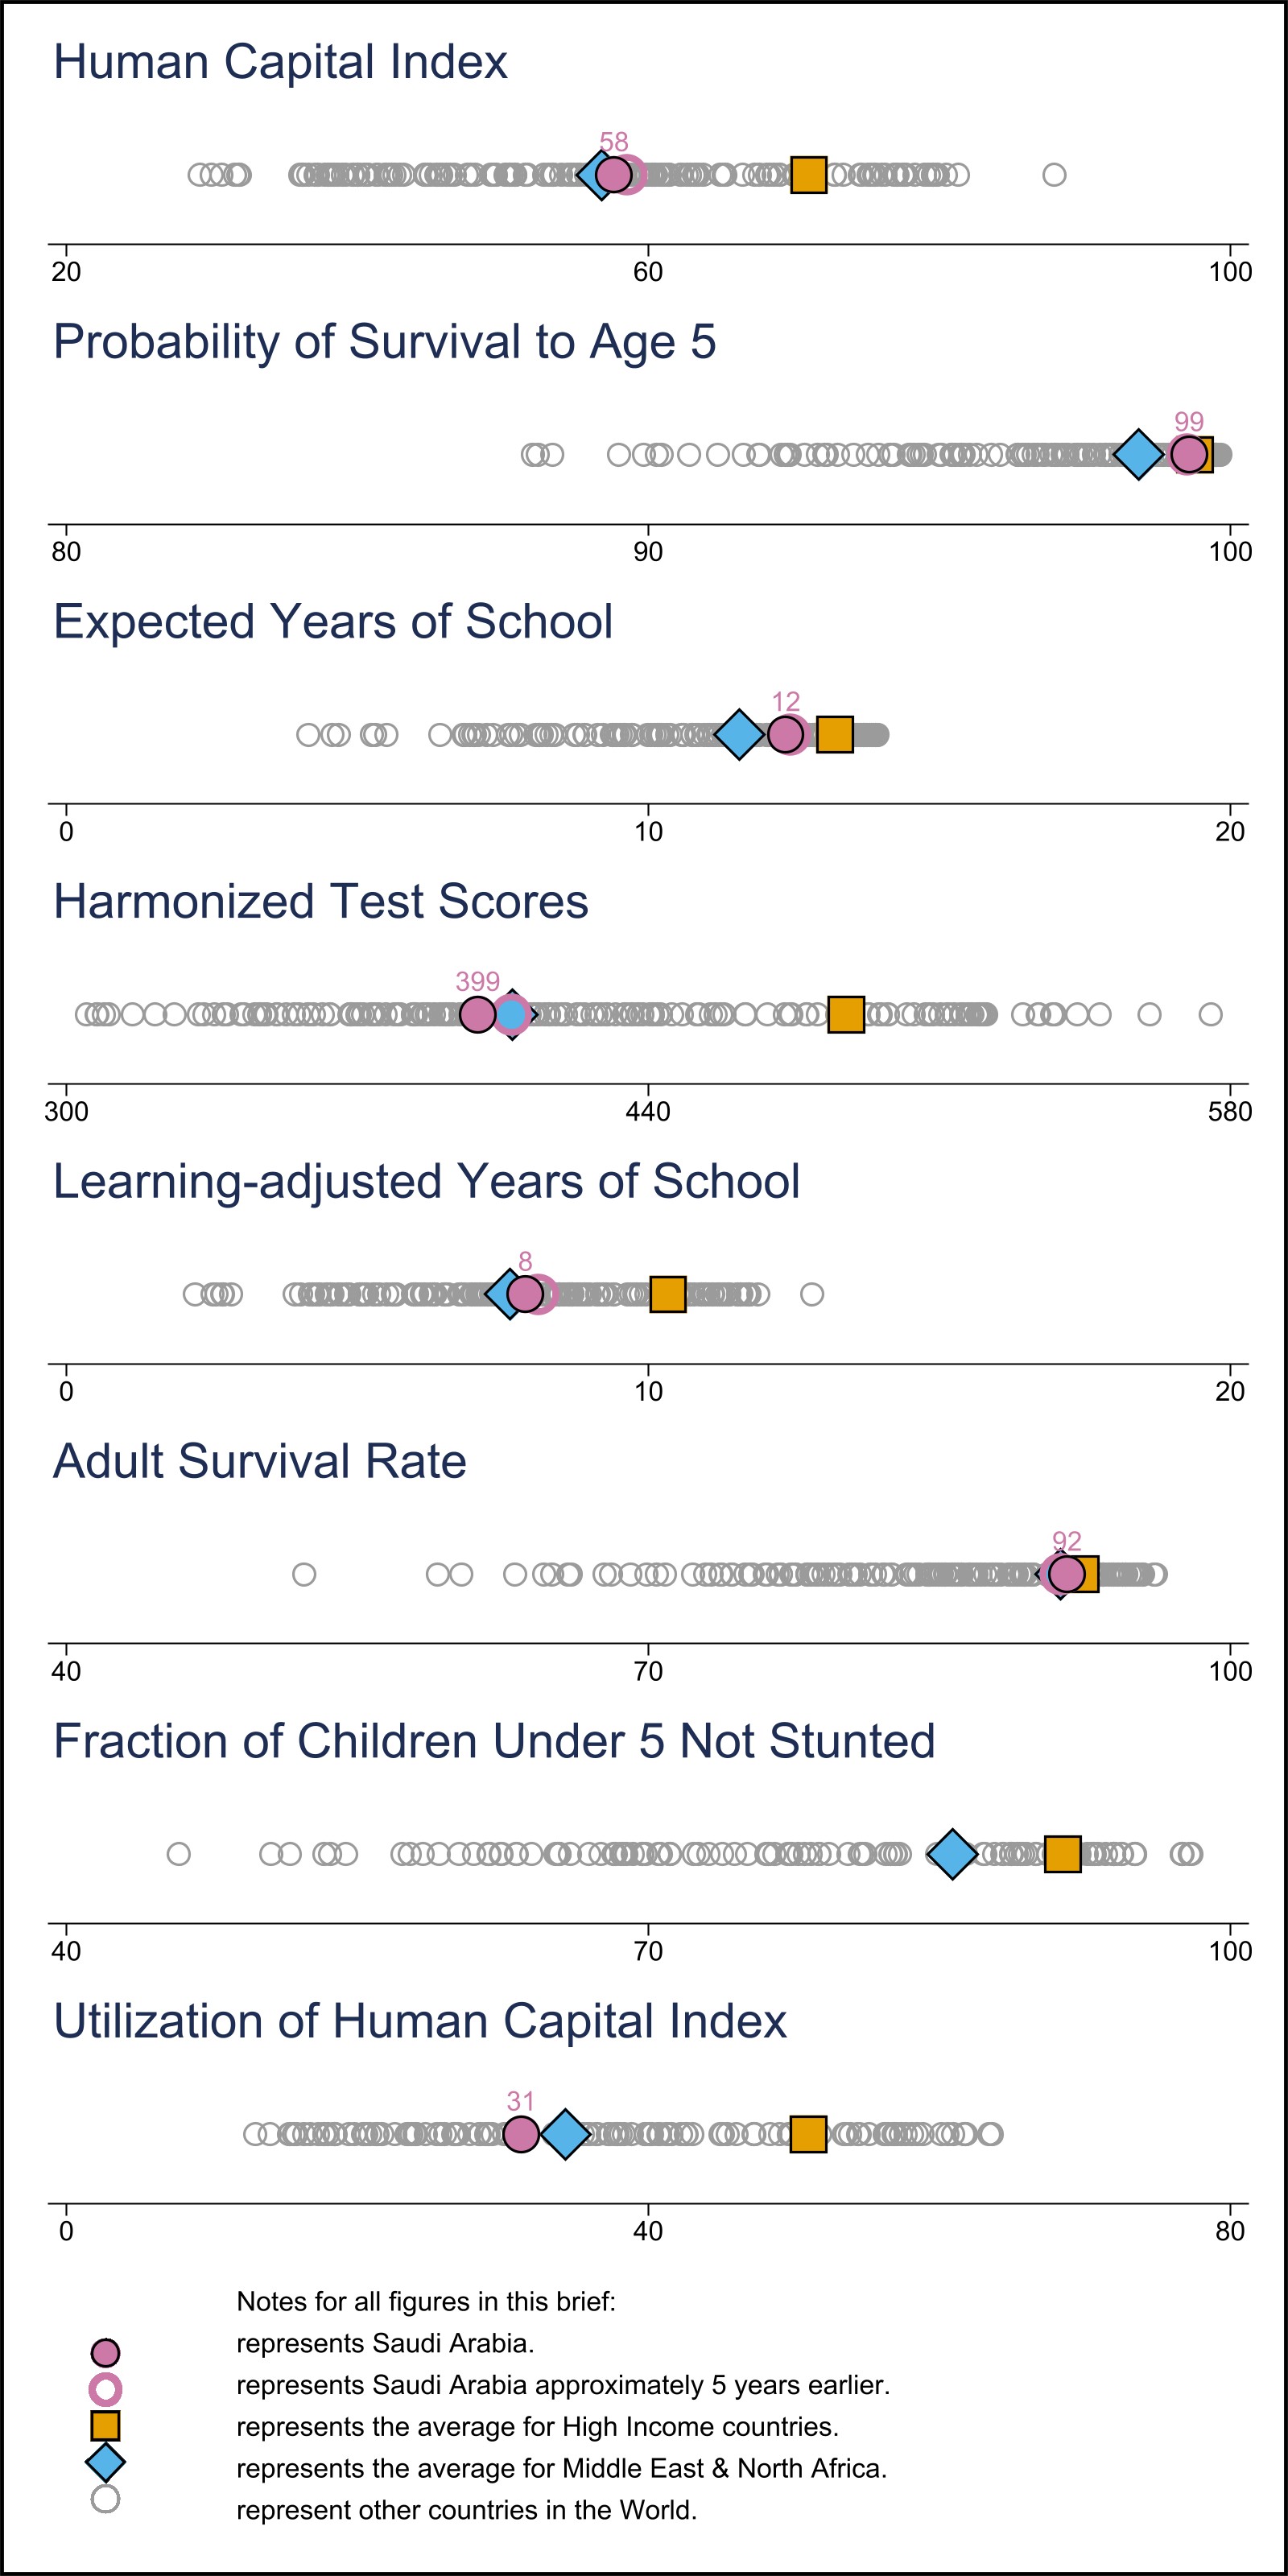 Human Capital Index
58
20 60 100
Probability of Survival to Age 5
99
80 90 100
Expected Years of School
12
0 10 20
Harmonized Test Scores
399
300 440 580
Learning-adjusted Years of School
8
0 10 20
Adult Survival Rate
92
40 70 100
Fraction of Children Under 5 Not Stunted
40 70 100
Utilization of Human Capital Index
31
0 40 80
Notes for all figures in this brief:
represents Saudi Arabia.
represents Saudi Arabia approximately 5 years earlier.
represents the average for High Income countries.
represents the average for Middle East & North Africa.
represent other countries in the World.